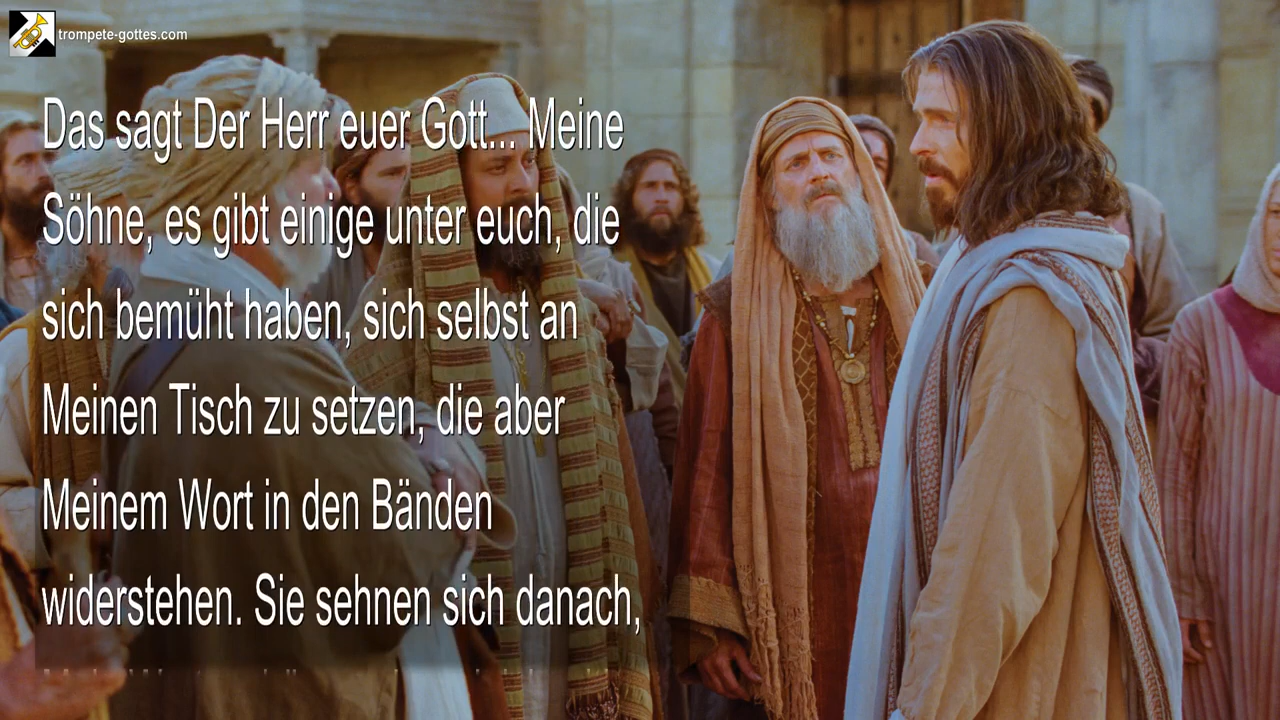 trompete-gottes.com
Das sagt Der Herr euer Gott... Meine
Söhne, es gibt einige unter euch, die
sich bemüht haben, sich selbst an
Meinen Tisch zu setzen, die aber
Meinem Wort in den Bänden
widerstehen. Sie sehnen sich danach,